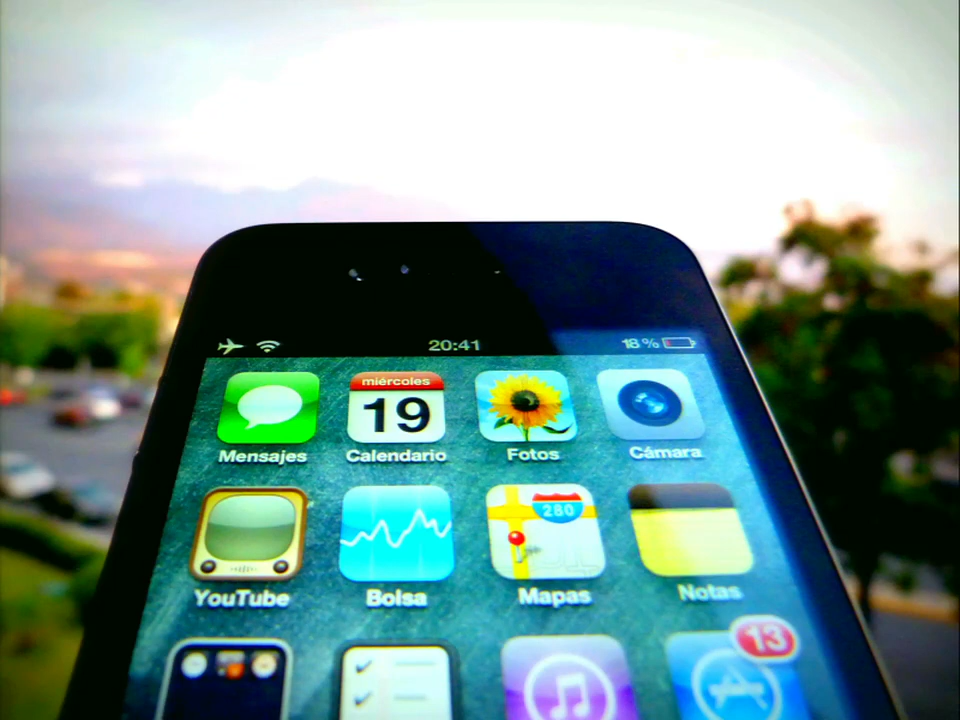 20:41 18 %
miércoles
19
Mensajes Calendario Fotos Cámara
280
YouTube Bolsa Mapas Notas
13